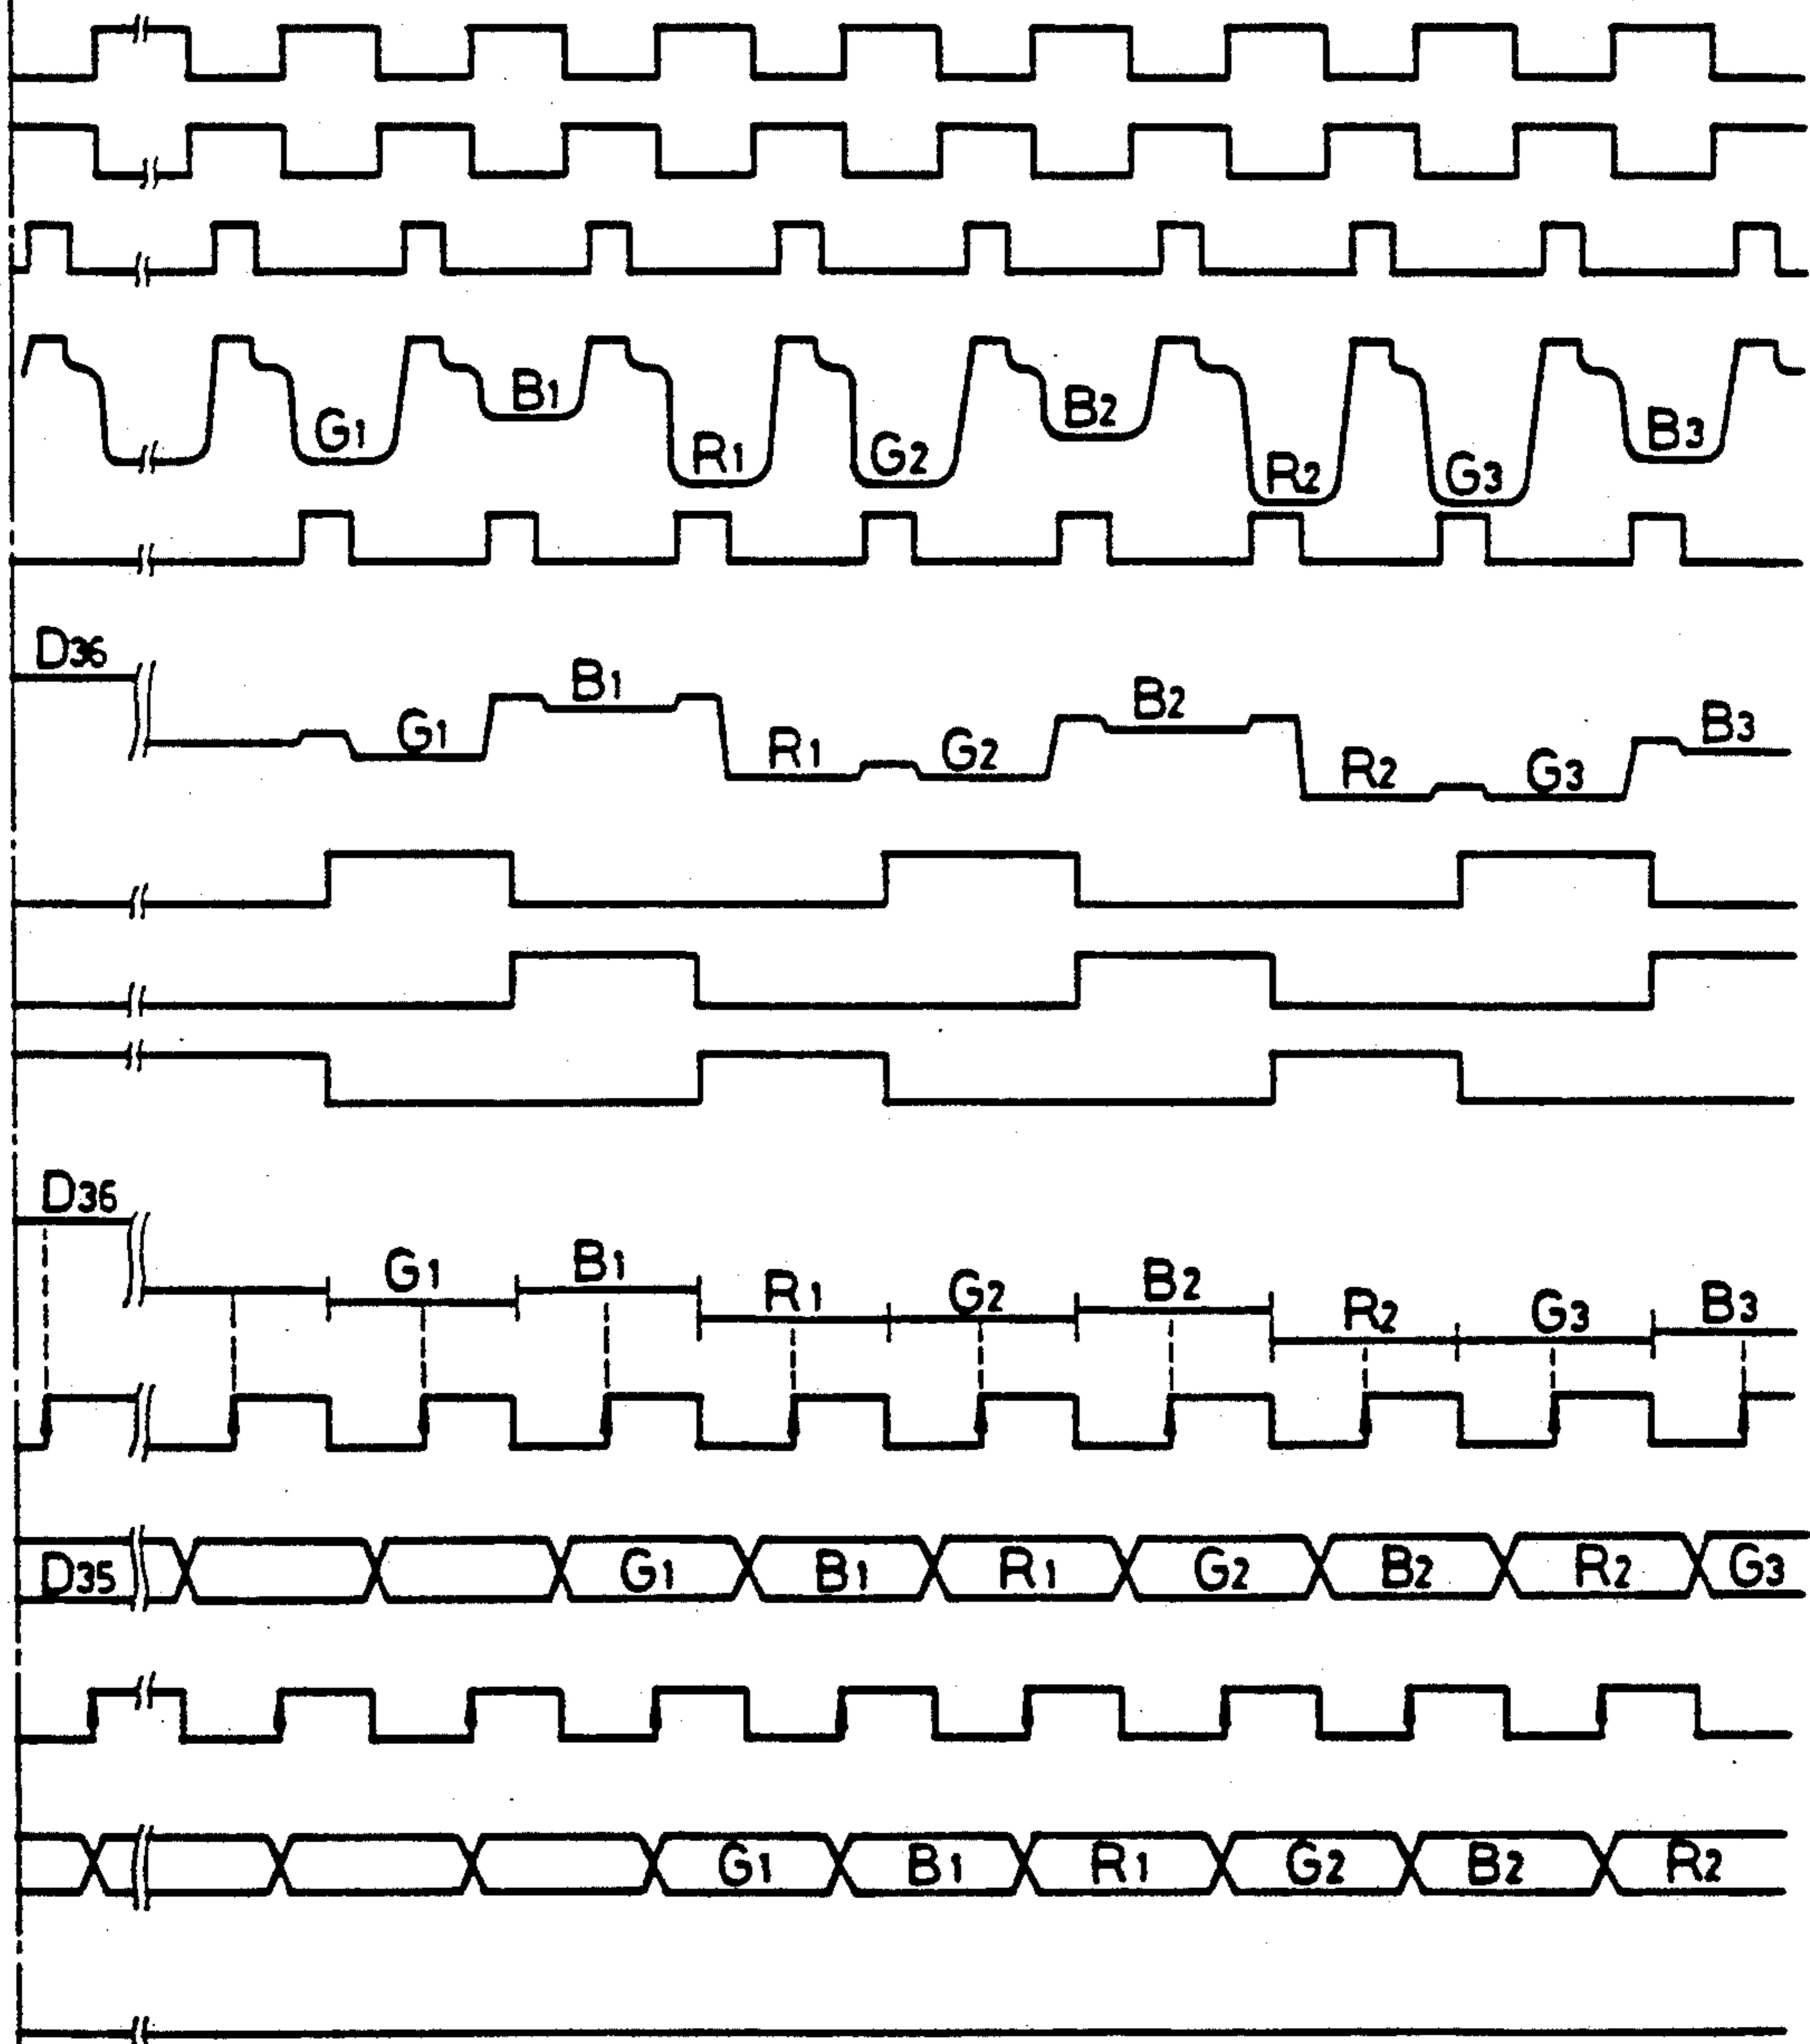 G1 B1 R1 G2 B2 R2 G3 B3
D36 G1 B1 R1 G2 B2 R2 G3 B3
D36 G1 B1 R1 G2 B2 R2 G3 B3
D35 G1 B1 R1 G2 B2 R2 G3
G1 B1 R1 G2 B2 R2